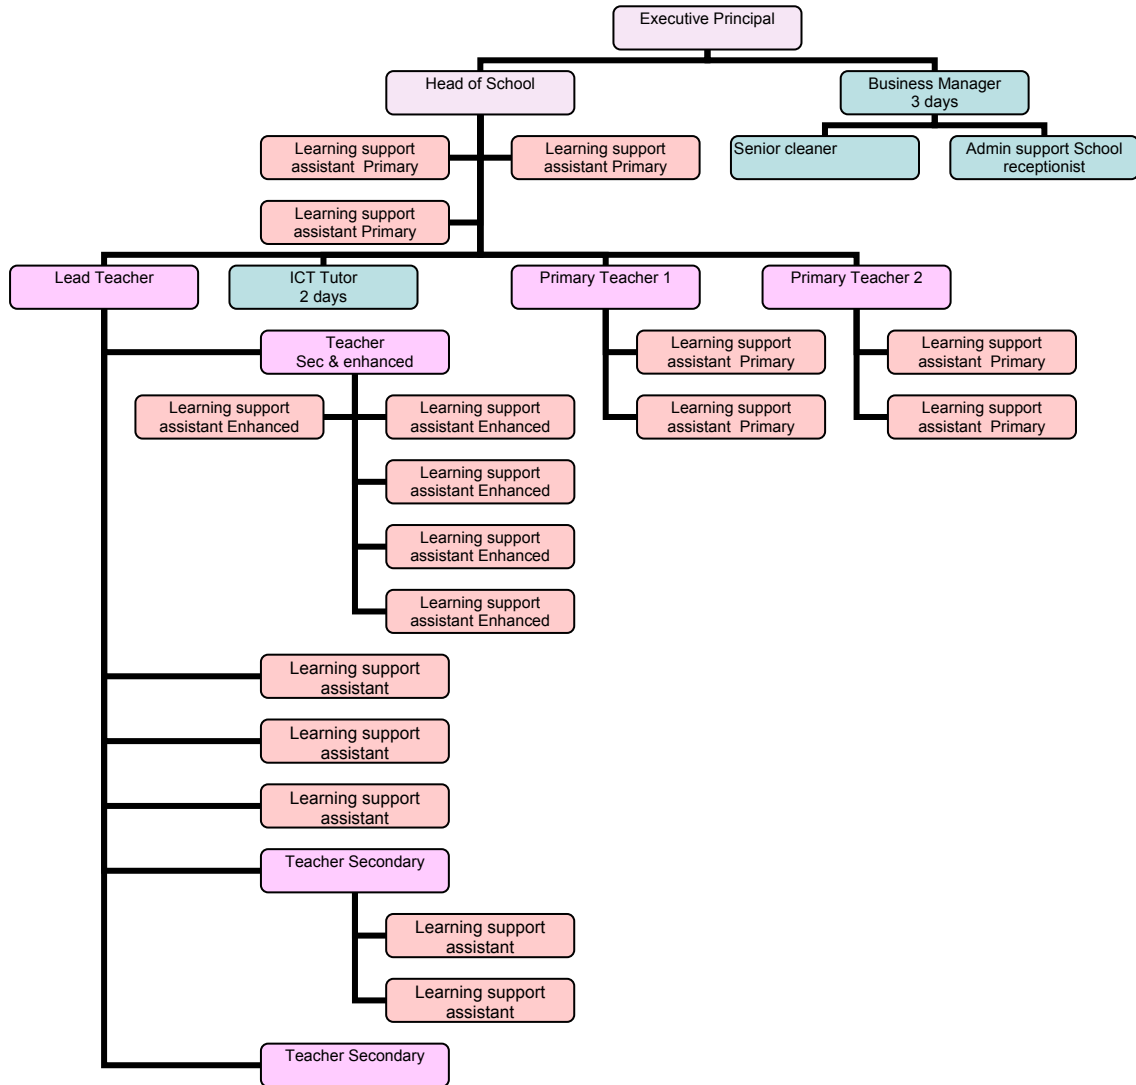 Executive Principal
Head of School
Business Manager
3 days
Learning support
assistant  Primary
Learning support
assistant Primary
Senior cleaner
Admin support School
receptionist
Learning support
assistant Primary
Lead Teacher
ICT Tutor
2 days
Primary Teacher 1
Primary Teacher 2
Teacher
Sec & enhanced
Learning support
assistant  Primary
Learning support
assistant  Primary
Learning support
assistant Enhanced
Learning support
assistant Enhanced
Learning support
assistant  Primary
Learning support
assistant  Primary
Learning support
assistant Enhanced
Learning support
assistant Enhanced
Learning support
assistant Enhanced
Learning support
assistant
Learning support
assistant
Learning support
assistant
Teacher Secondary
Learning support
assistant
Learning support
assistant
Teacher Secondary